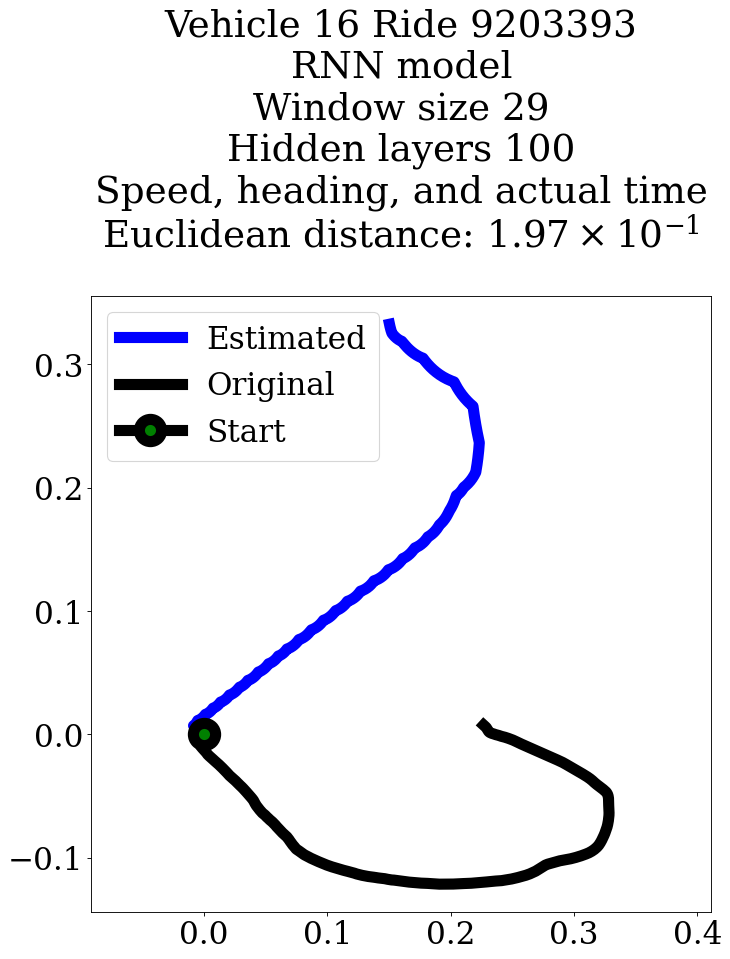 Vehicle 16 Ride 9203393
RNN model
Window size 29
Hidden layers 100
Speed, heading, and actual time
Euclidean distance: 1.97 × 10⁻¹
Estimated
Original
Start
0.3
0.2
0.1
0.0
−0.1
0.0 0.1 0.2 0.3 0.4